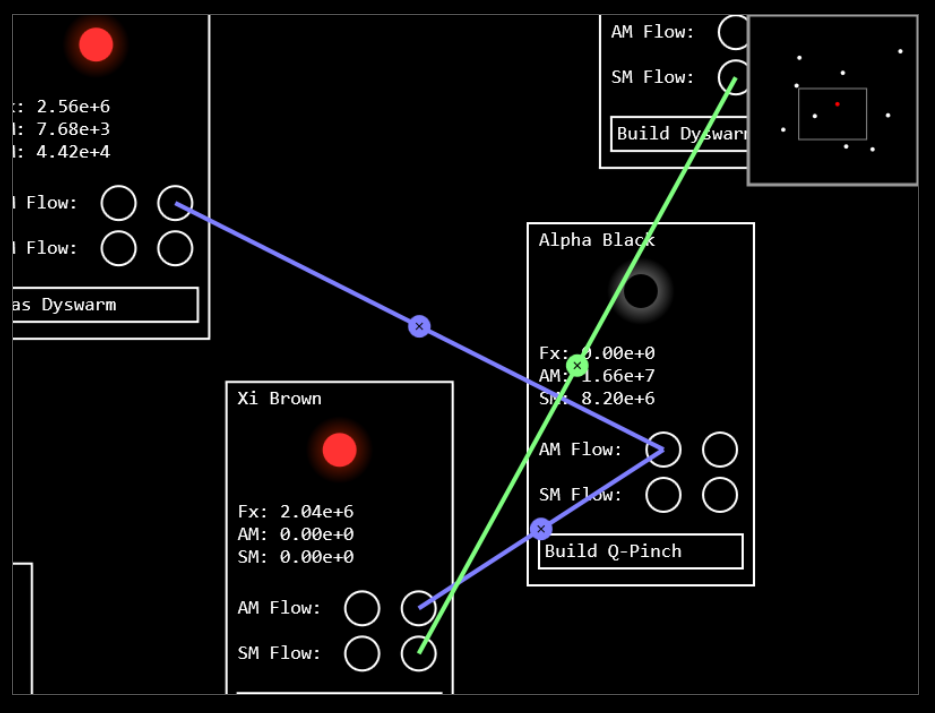 : 2.56e+6
: 7.68e+3
: 4.42e+4
Flow:
Flow:
as Dyswarm
AM Flow:
SM Flow:
Build Dyswarm
Alpha Black
Fx: 0.00e+0
AM: 1.66e+7
SM: 8.20e+6
AM Flow:
SM Flow:
Build Q-Pinch
Xi Brown
Fx: 2.04e+6
AM: 0.00e+0
SM: 0.00e+0
AM Flow:
SM Flow: